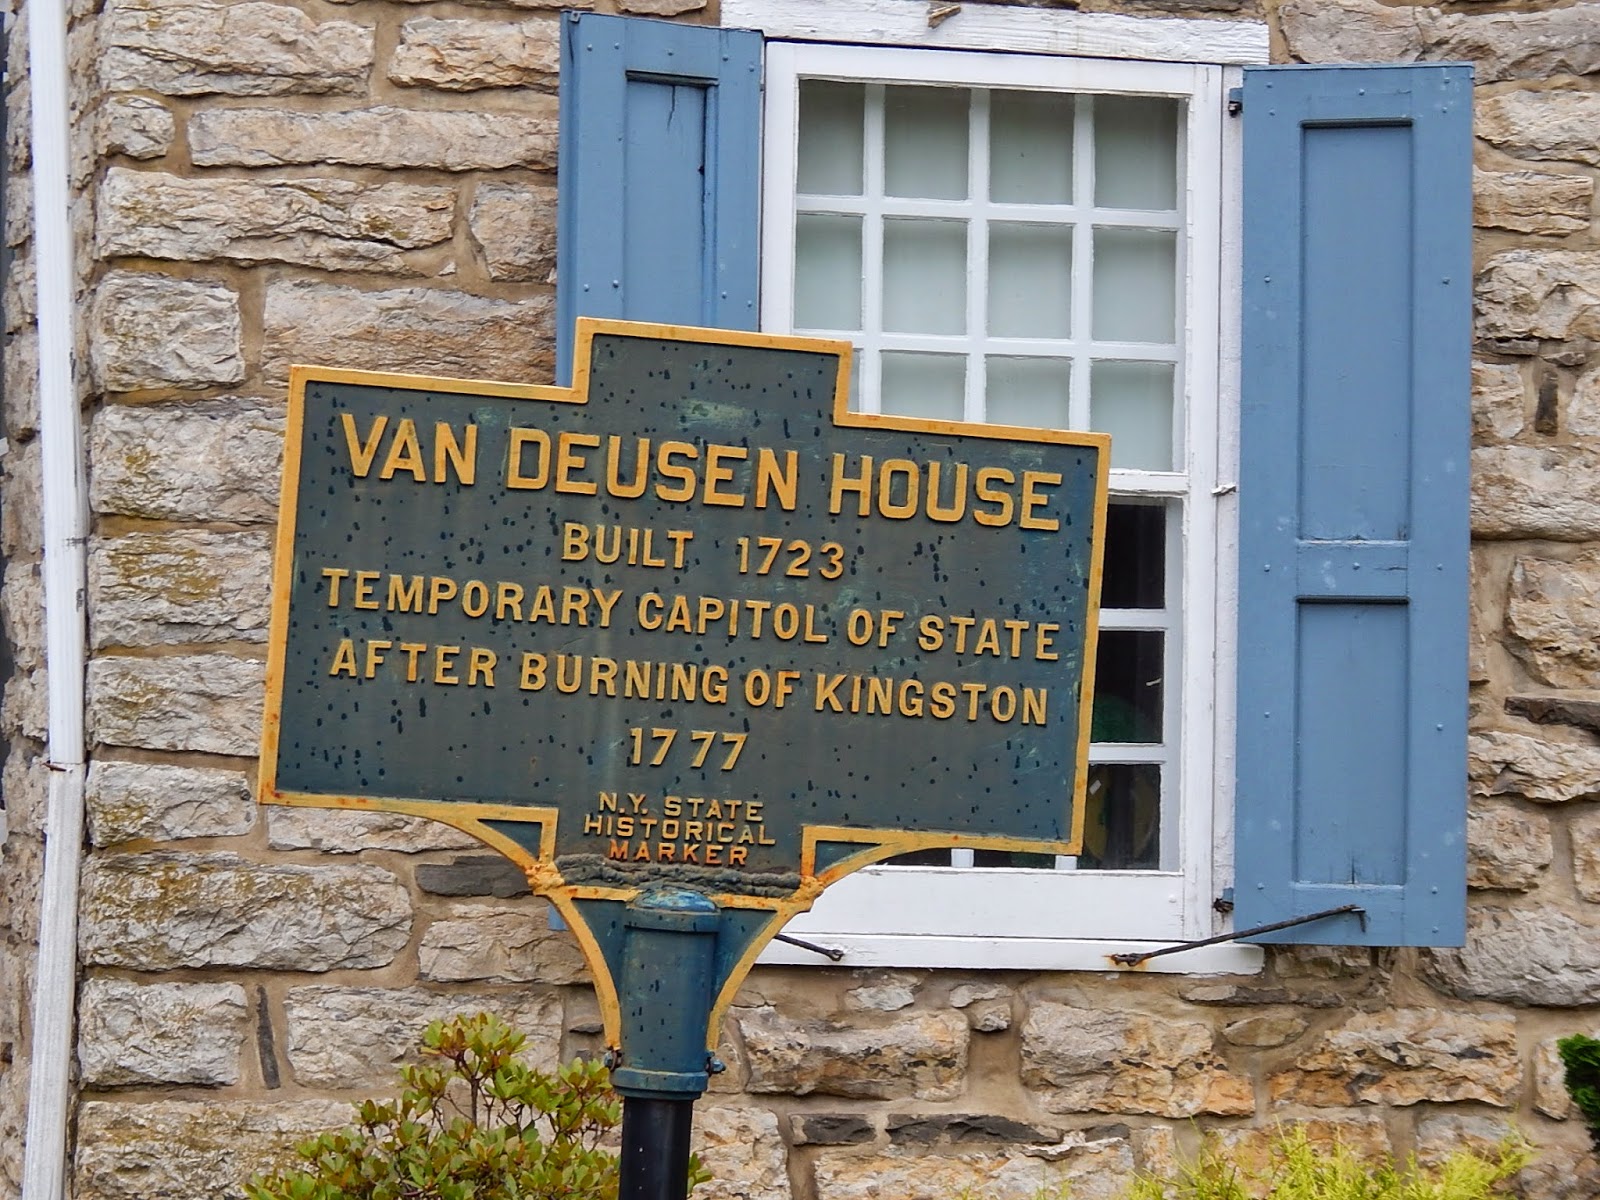 VAN DEUSEN HOUSE
BUILT 1723
TEMPORARY CAPITOL OF STATE
AFTER BURNING OF KINGSTON
1777
N.Y. STATE
HISTORICAL
MARKER